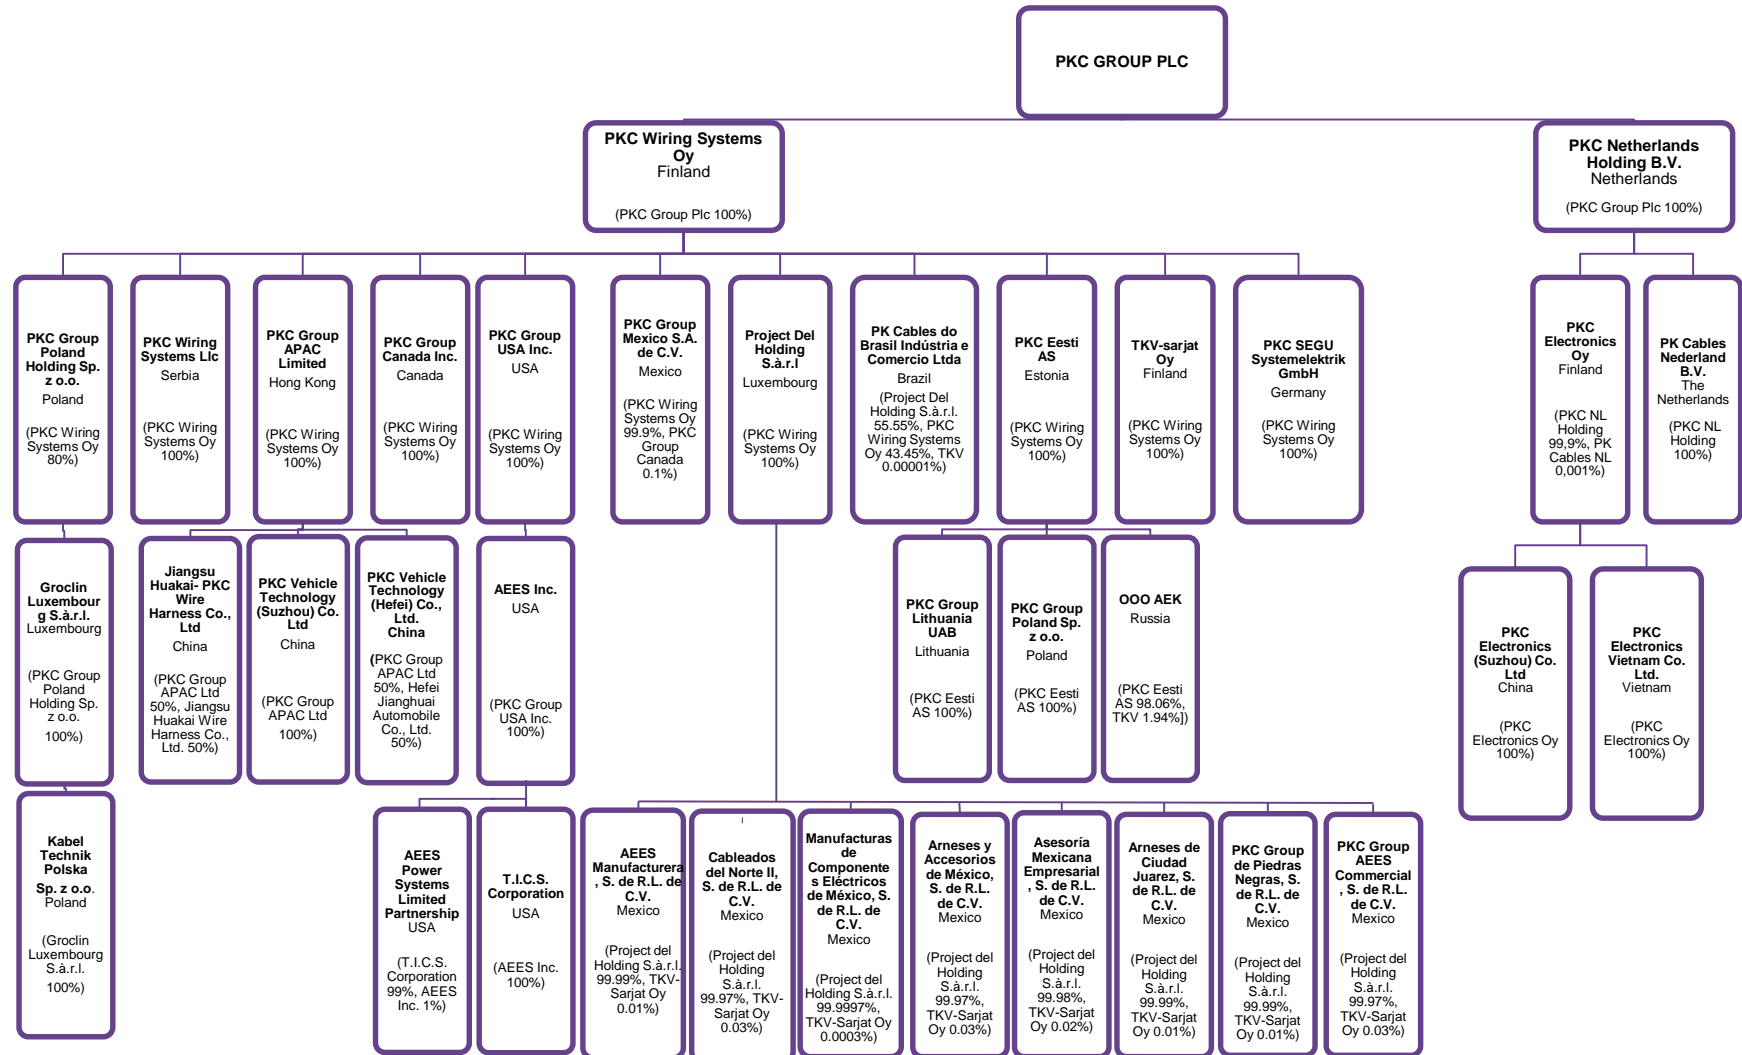 PKC GROUP PLC
PKC Wiring Systems
Oy
Finland
(PKC Group Plc 100%)
PKC Netherlands
Holding B.V.
Netherlands
(PKC Group Plc 100%)
PKC Group
Poland
Holding Sp.
z o.o.
Poland
(PKC Wiring
Systems Oy
80%)
PKC Wiring
Systems Llc
Serbia
(PKC Wiring
Systems Oy
100%)
PKC Group
APAC
Limited
Hong Kong
(PKC Wiring
Systems Oy
100%)
PKC Group
Canada Inc.
Canada
(PKC Wiring
Systems Oy
100%)
PKC Group
USA Inc.
USA
(PKC Wiring
Systems Oy
100%)
PKC Group
Mexico S.A.
de C.V.
Mexico
(PKC Wiring
Systems Oy
99.9%, PKC
Group
Canada
0.1%)
Project Del
Holding
S.à.r.l
Luxembourg
(PKC Wiring
Systems Oy
100%)
PK Cables do
Brasil Indústria e
Comercio Ltda
Brazil
(Project Del
Holding S.à.r.l.
55.55%, PKC
Wiring Systems
Oy 43.45%, TKV
0.00001%)
PKC Eesti
AS
Estonia
(PKC Wiring
Systems Oy
100%)
TKV-sarjat
Oy
Finland
(PKC Wiring
Systems Oy
100%)
PKC SEGU
Systemelektrik
GmbH
Germany
(PKC Wiring
Systems Oy
100%)
PKC
Electronics
Oy
Finland
(PKC NL
Holding
99,9%, PK
Cables NL
0,001%)
PK Cables
Nederland
B.V.
The
Netherlands
(PKC NL
Holding
100%)
Groclin
Luxembour
g S.à.r.l.
Luxembourg
(PKC Group
Poland
Holding Sp.
z o.o.
100%)
Jiangsu
Huakai- PKC
Wire
Harness Co.,
Ltd
China
(PKC Group
APAC Ltd
50%, Jiangsu
Huakai Wire
Harness Co.,
Ltd. 50%)
PKC Vehicle
Technology
(Suzhou) Co.
Ltd
China
(PKC Group
APAC Ltd
100%)
PKC Vehicle
Technology
(Hefei) Co.,
Ltd.
China
(PKC Group
APAC Ltd
50%, Hefei
Jianghuai
Automobile
Co., Ltd.
50%)
AEES Inc.
USA
(PKC Group
USA Inc.
100%)
PKC Group
Lithuania
UAB
Lithuania
(PKC Eesti
AS 100%)
PKC Group
Poland Sp.
z o.o.
Poland
(PKC Eesti
AS 100%)
OOO AEK
Russia
(PKC Eesti
AS 98.06%,
TKV 1.94%])
PKC
Electronics
(Suzhou) Co.
Ltd
China
(PKC
Electronics Oy
100%)
PKC
Electronics
Vietnam Co.
Ltd.
Vietnam
(PKC
Electronics Oy
100%)
Kabel
Technik
Polska
Sp. z o.o.
Poland
(Groclin
Luxembourg
S.à.r.l.
100%)
AEES
Power
Systems
Limited
Partnership
USA
(T.I.C.S.
Corporation
99%, AEES
Inc. 1%)
T.I.C.S.
Corporation
USA
(AEES Inc.
100%)
AEES
Manufacturera
, S. de R.L. de
C.V.
Mexico
(Project del
Holding S.à.r.l.
99.99%, TKV-
Sarjat Oy
0.01%)
Cableados
del Norte II,
S. de R.L. de
C.V.
Mexico
(Project del
Holding
S.à.r.l.
99.97%, TKV-
Sarjat Oy
0.03%)
Manufacturas
de
Componente
s Eléctricos
de México, S.
de R.L. de
C.V.
Mexico
(Project del
Holding S.à.r.l.
99.9997%,
TKV-Sarjat Oy
0.0003%)
Arneses y
Accesorios
de México,
S. de R.L.
de C.V.
Mexico
(Project del
Holding
S.à.r.l.
99.97%,
TKV-Sarjat
Oy 0.03%)
Asesoría
Mexicana
Empresarial
, S. de R.L.
de C.V.
Mexico
(Project del
Holding
S.à.r.l.
99.98%,
TKV-Sarjat
Oy 0.02%)
Arneses de
Ciudad
Juarez, S.
de R.L. de
C.V.
Mexico
(Project del
Holding
S.à.r.l.
99.99%,
TKV-Sarjat
Oy 0.01%)
PKC Group
de Piedras
Negras, S.
de R.L. de
C.V.
Mexico
(Project del
Holding
S.à.r.l.
99.99%,
TKV-Sarjat
Oy 0.01%)
PKC Group
AEES
Commercial
, S. de R.L.
de C.V.
Mexico
(Project del
Holding
S.à.r.l.
99.97%,
TKV-Sarjat
Oy 0.03%)